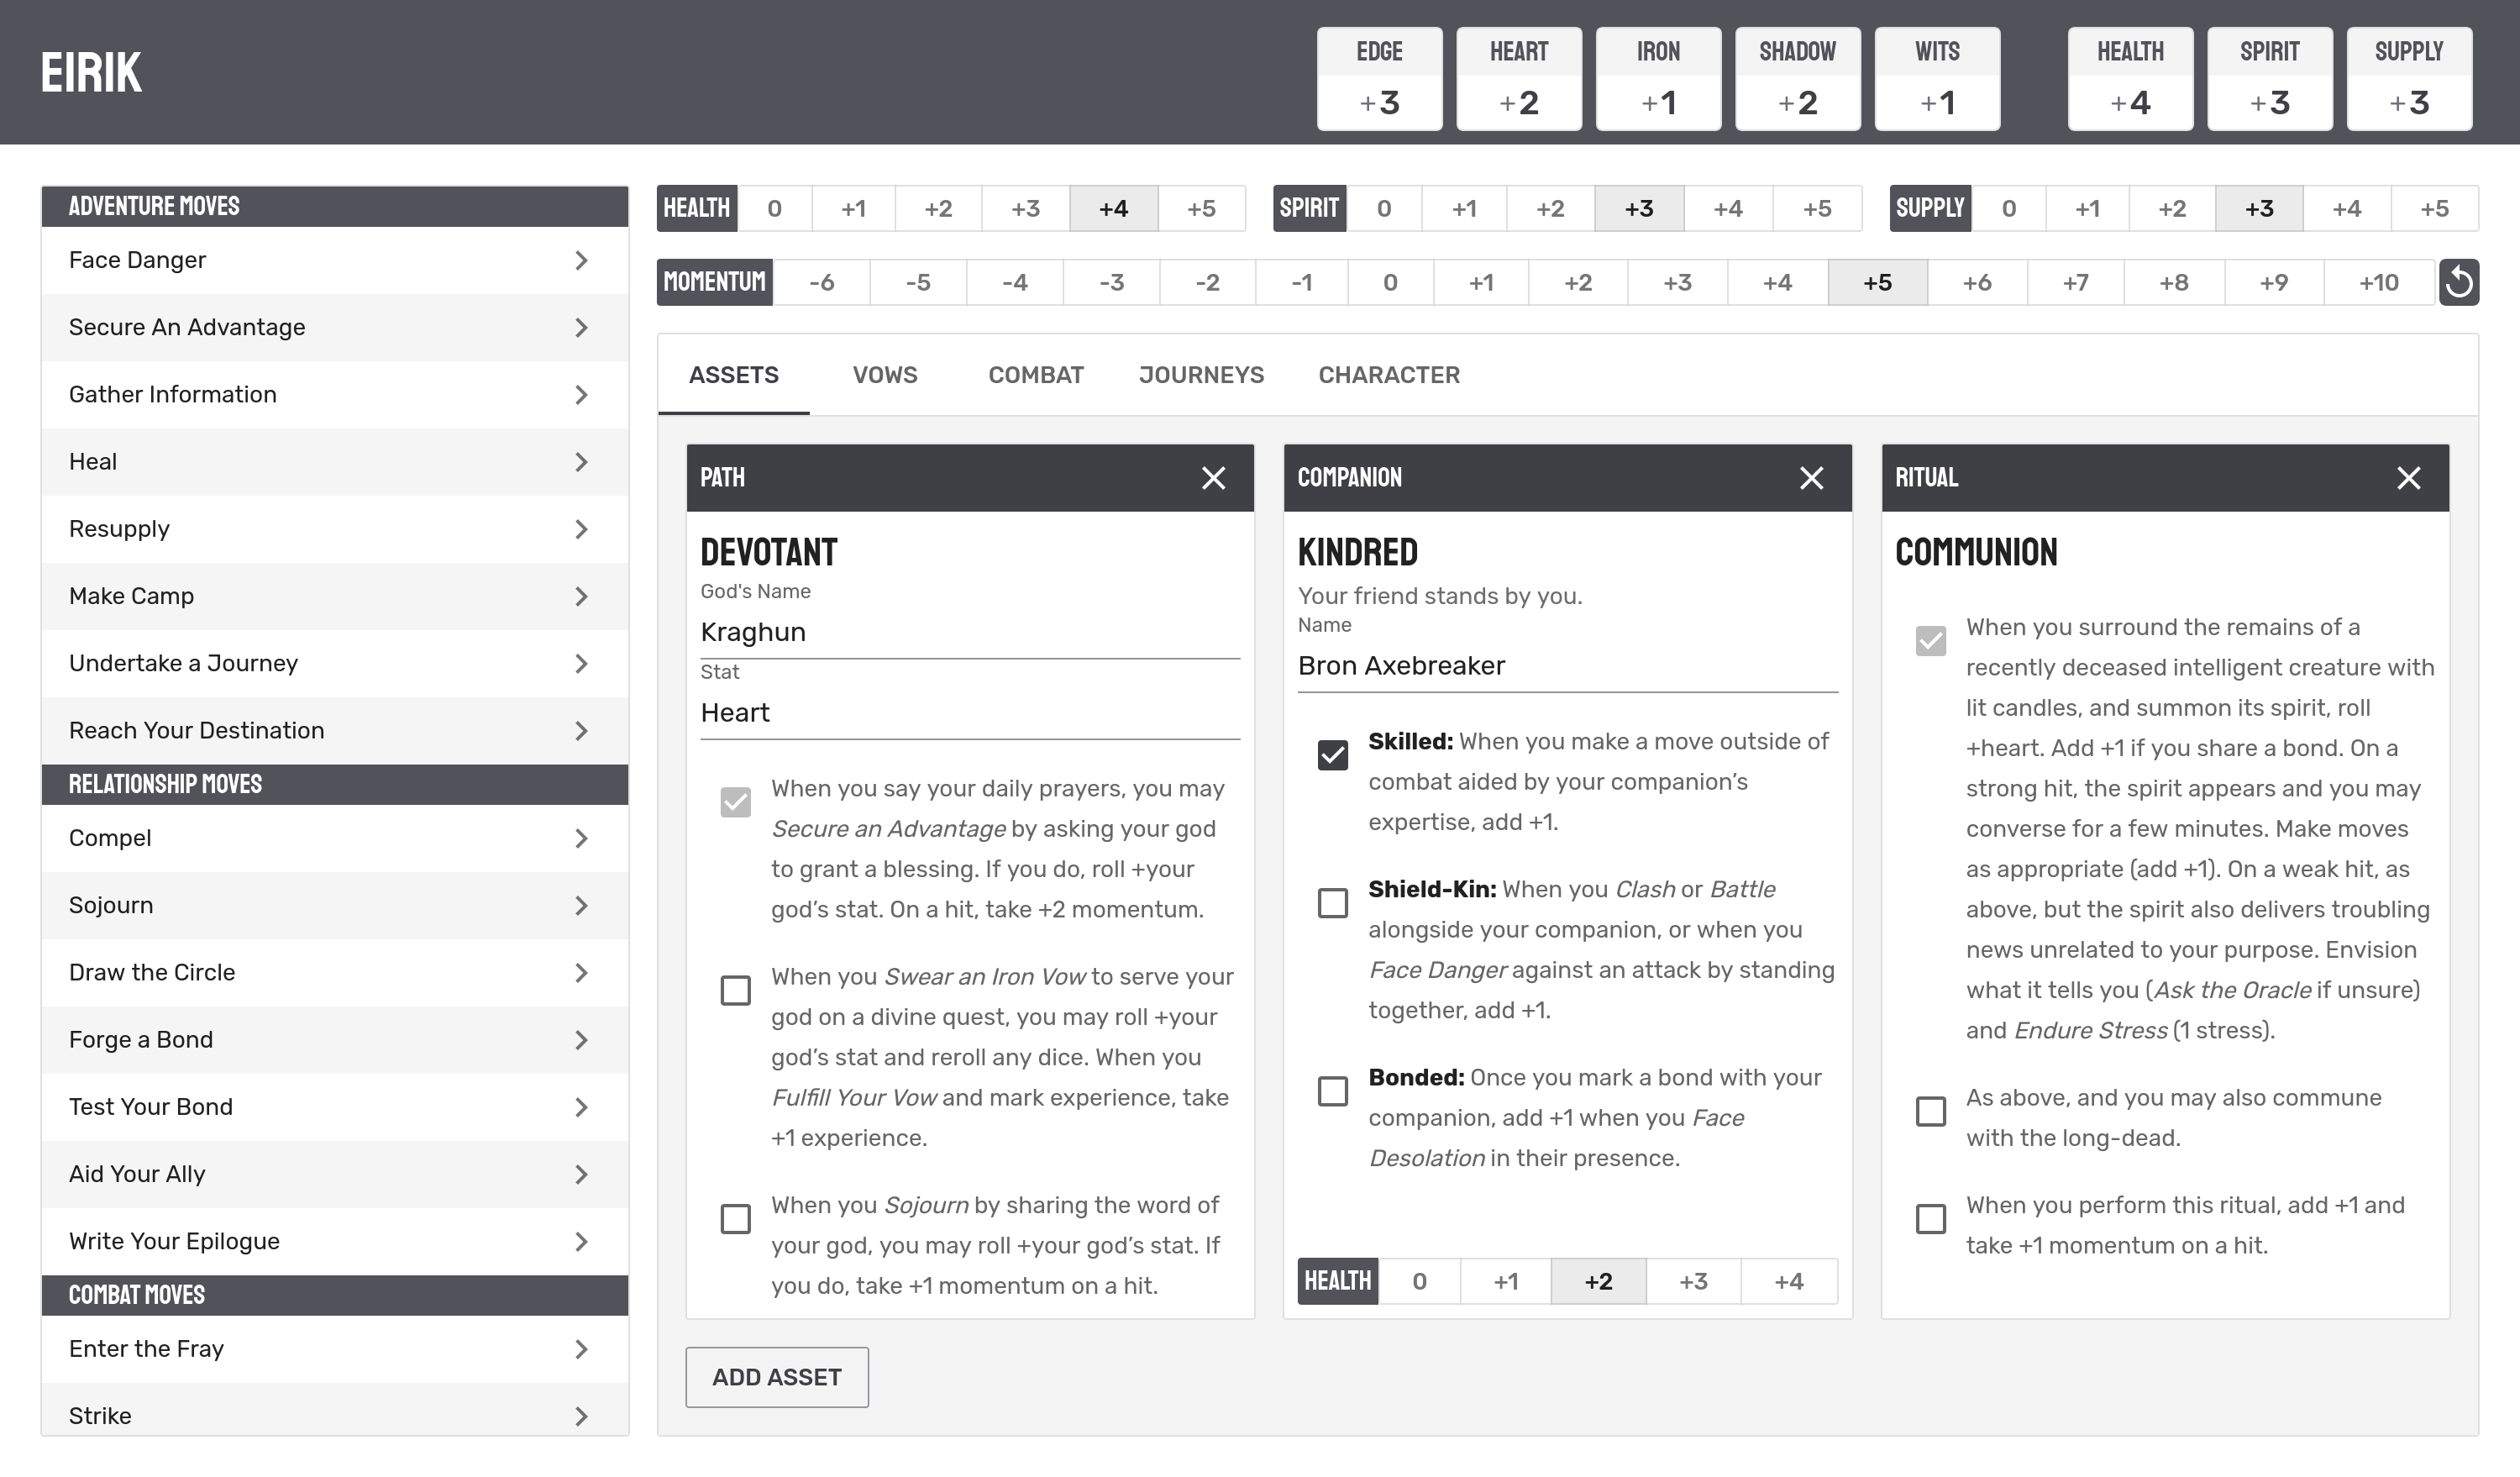 EIRIK
EDGE
+3
HEART
+2
IRON
+1
SHADOW
+2
WITS
+1
HEALTH
+4
SPIRIT
+3
SUPPLY
+3
ADVENTURE MOVES
Face Danger
Secure An Advantage
Gather Information
Heal
Resupply
Make Camp
Undertake a Journey
Reach Your Destination
RELATIONSHIP MOVES
Compel
Sojourn
Draw the Circle
Forge a Bond
Test Your Bond
Aid Your Ally
Write Your Epilogue
COMBAT MOVES
Enter the Fray
Strike
HEALTH 0 +1 +2 +3 +4 +5
SPIRIT 0 +1 +2 +3 +4 +5
SUPPLY 0 +1 +2 +3 +4 +5
MOMENTUM -6 -5 -4 -3 -2 -1 0 +1 +2 +3 +4 +5 +6 +7 +8 +9 +10
ASSETS VOWS COMBAT JOURNEYS CHARACTER
PATH
DEVOTANT
God's Name
Kraghun
Stat
Heart
When you say your daily prayers, you may
Secure an Advantage by asking your god
to grant a blessing. If you do, roll +your
god’s stat. On a hit, take +2 momentum.
When you Swear an Iron Vow to serve your
god on a divine quest, you may roll +your
god’s stat and reroll any dice. When you
Fulfill Your Vow and mark experience, take
+1 experience.
When you Sojourn by sharing the word of
your god, you may roll +your god’s stat. If
you do, take +1 momentum on a hit.
COMPANION
KINDRED
Your friend stands by you.
Name
Bron Axebreaker
Skilled: When you make a move outside of
combat aided by your companion’s
expertise, add +1.
Shield-Kin: When you Clash or Battle
alongside your companion, or when you
Face Danger against an attack by standing
together, add +1.
Bonded: Once you mark a bond with your
companion, add +1 when you Face
Desolation in their presence.
HEALTH 0 +1 +2 +3 +4
RITUAL
COMMUNION
When you surround the remains of a
recently deceased intelligent creature with
lit candles, and summon its spirit, roll
+heart. Add +1 if you share a bond. On a
strong hit, the spirit appears and you may
converse for a few minutes. Make moves
as appropriate (add +1). On a weak hit, as
above, but the spirit also delivers troubling
news unrelated to your purpose. Envision
what it tells you (Ask the Oracle if unsure)
and Endure Stress (1 stress).
As above, and you may also commune
with the long-dead.
When you perform this ritual, add +1 and
take +1 momentum on a hit.
ADD ASSET